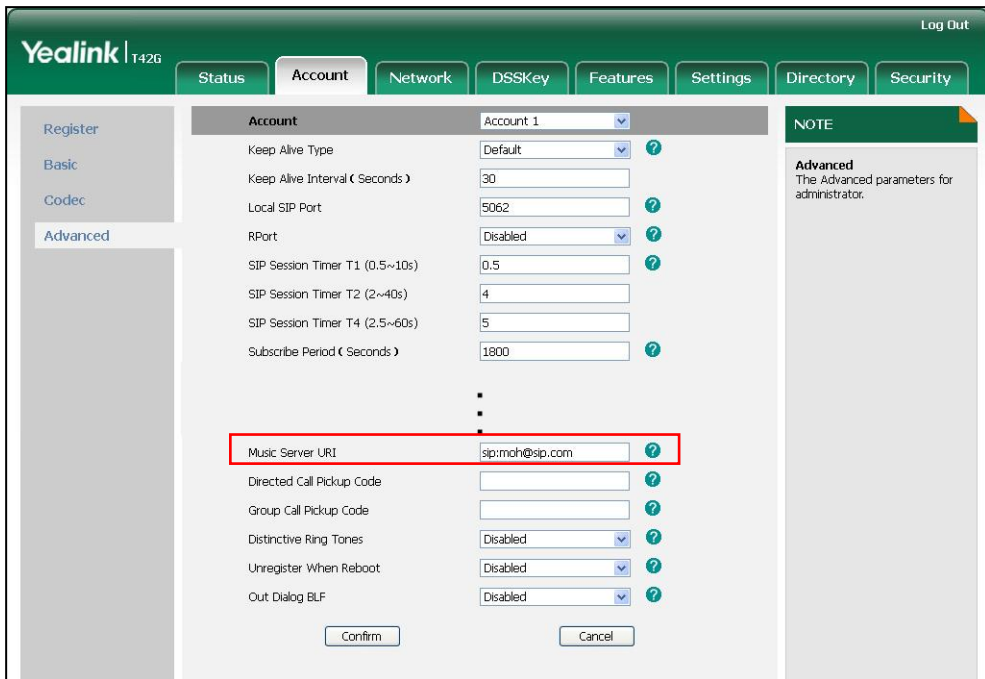 Log Out
Yealink T42G
Status Account Network DSSKey Features Settings Directory Security
Register
Basic
Codec
Advanced
Account Account 1
Keep Alive Type Default ?
Keep Alive Interval(Seconds) 30
Local SIP Port 5062 ?
RPort Disabled ?
SIP Session Timer T1 (0.5~10s) 0.5 ?
SIP Session Timer T2 (2~40s) 4
SIP Session Timer T4 (2.5~60s) 5
Subscribe Period(Seconds) 1800 ?
Music Server URI sip:moh@sip.com ?
Directed Call Pickup Code ?
Group Call Pickup Code ?
Distinctive Ring Tones Disabled ?
Unregister When Reboot Disabled ?
Out Dialog BLF Disabled ?
Confirm Cancel
NOTE
Advanced
The Advanced parameters for
administrator.